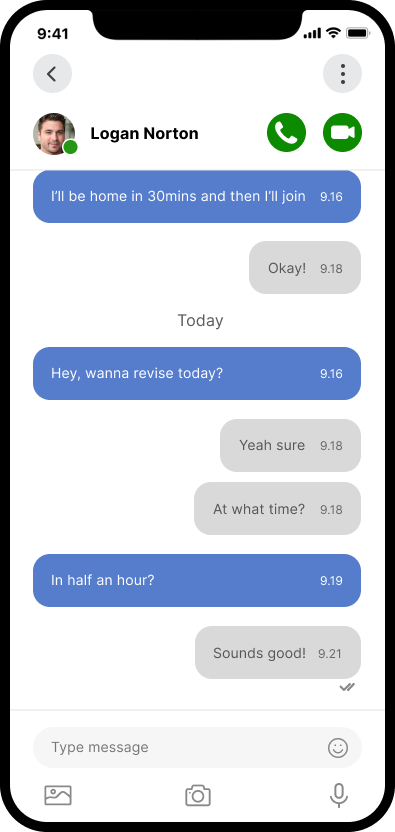 9:41
Logan Norton
I'll be home in 30mins and then I'll join 9.16
Okay! 9.18
Today
Hey, wanna revise today? 9.16
Yeah sure 9.18
At what time? 9.18
In half an hour? 9.19
Sounds good! 9.21
Type message